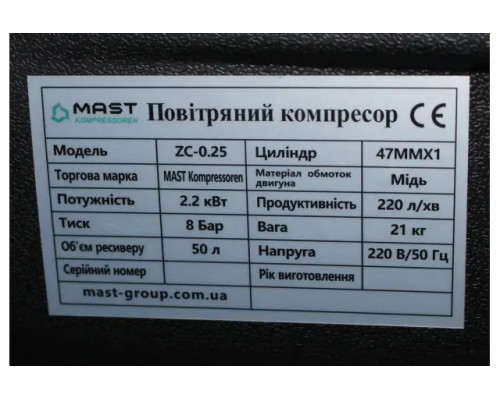 MAST KOMPRESSOREN Повітряний компресор CE
Модель ZC-0.25 Циліндр 47MMX1
Торгова марка MAST Kompressoren Матеріал обмоток двигуна Мідь
Потужність 2.2 кВт Продуктивність 220 л/хв
Тиск 8 Бар Вага 21 кг
Об'єм ресиверу 50 л Напруга 220 В/50 Гц
Серійний номер Рік виготовлення
mast-group.com.ua